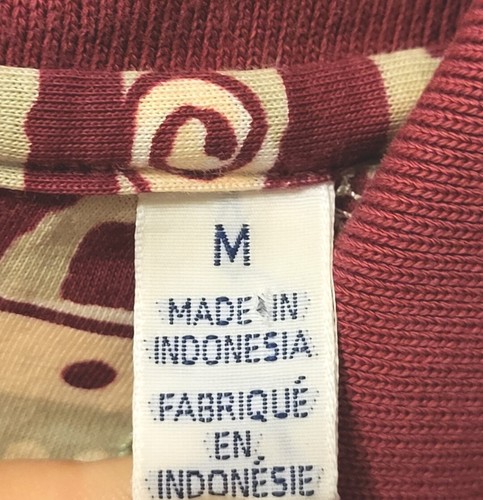 M
MADE IN
INDONESIA
FABRIQUÉ
EN
INDONÉSIE